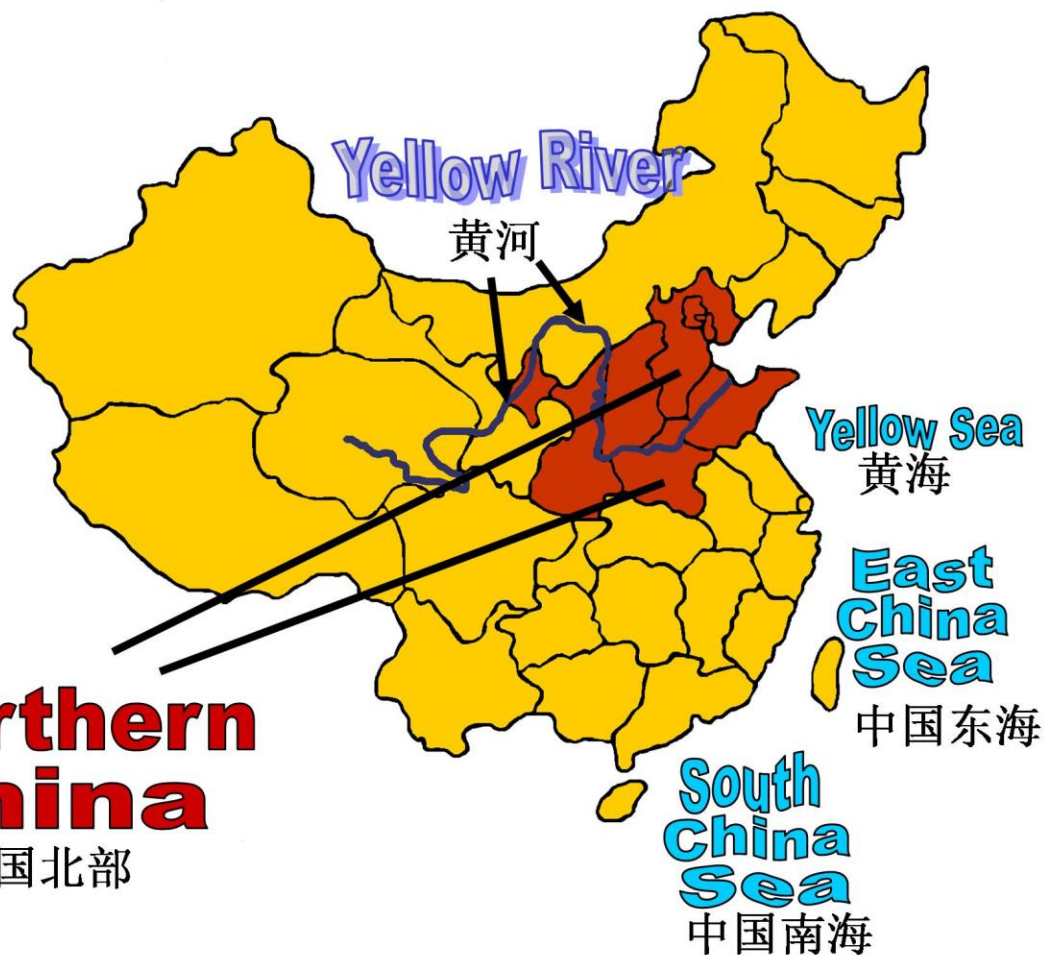 Yellow River
黄河
Yellow Sea
黄海
East
China
Sea
中国东海
rthern
hina
国北部
South
China
Sea
中国南海